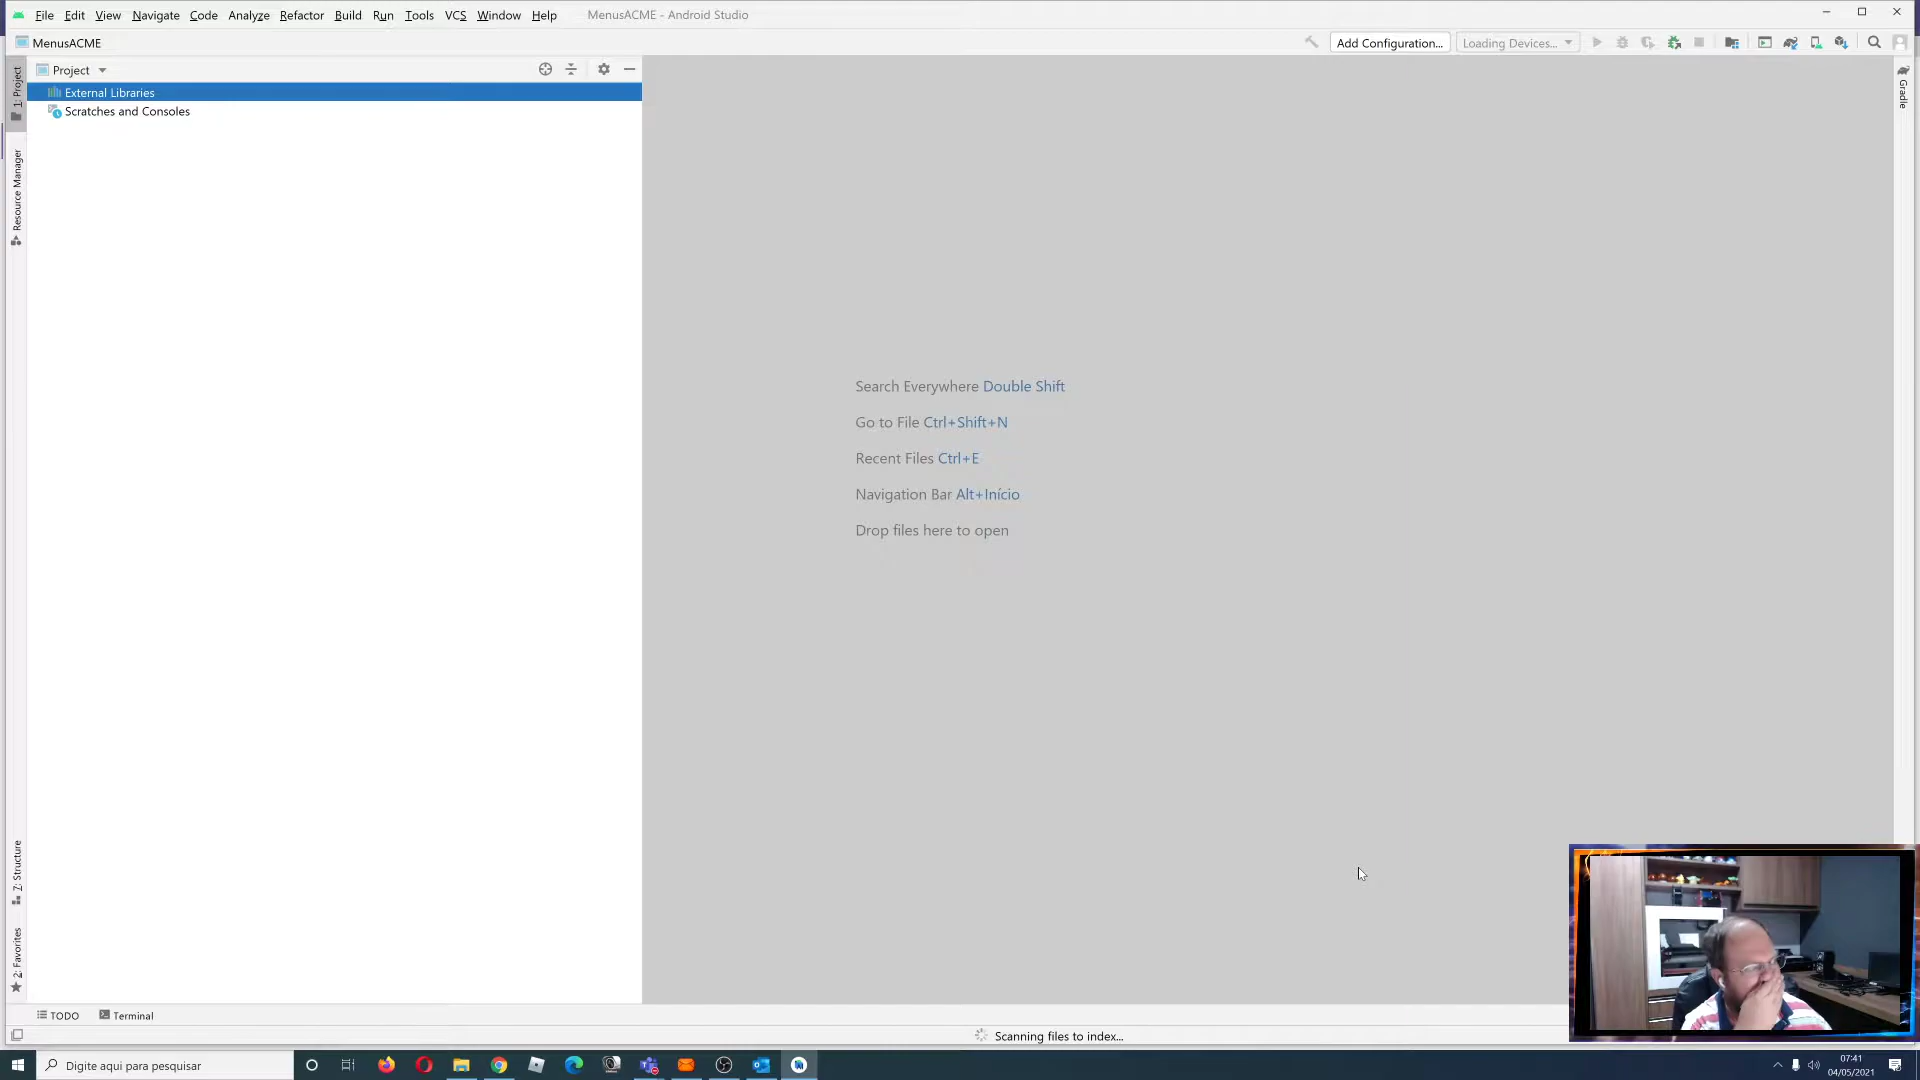 File Edit View Navigate Code Analyze Refactor Build Run Tools VCS Window Help MenusACME - Android Studio
MenusACME Add Configuration... Loading Devices...
Project
External Libraries
Scratches and Consoles
1: Project
Resource Manager
7: Structure
2: Favorites
Gradle
Search Everywhere Double Shift
Go to File Ctrl+Shift+N
Recent Files Ctrl+E
Navigation Bar Alt+Início
Drop files here to open
TODO Terminal
Scanning files to index...
Digite aqui para pesquisar
07:41
04/05/2021